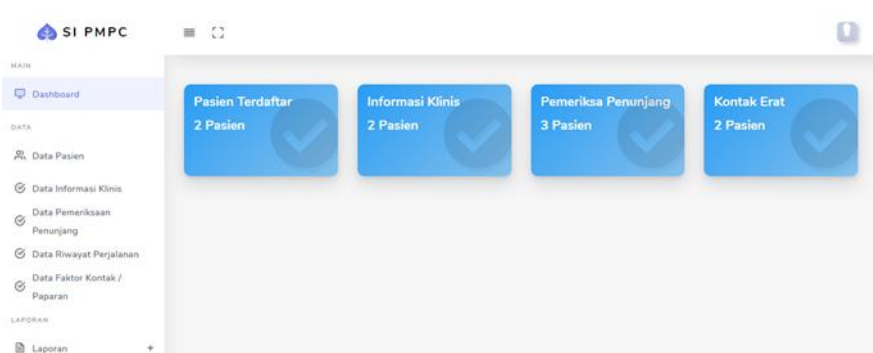 SI PMPC
MAIN
Dashboard
DATA
Data Pasien
Data Informasi Klinis
Data Pemeriksaan
Penunjang
Data Riwayat Perjalanan
Data Faktor Kontak /
Paparan
LAPORAN
Laporan +
Pasien Terdaftar
2 Pasien
Informasi Klinis
2 Pasien
Pemeriksa Penunjang
3 Pasien
Kontak Erat
2 Pasien